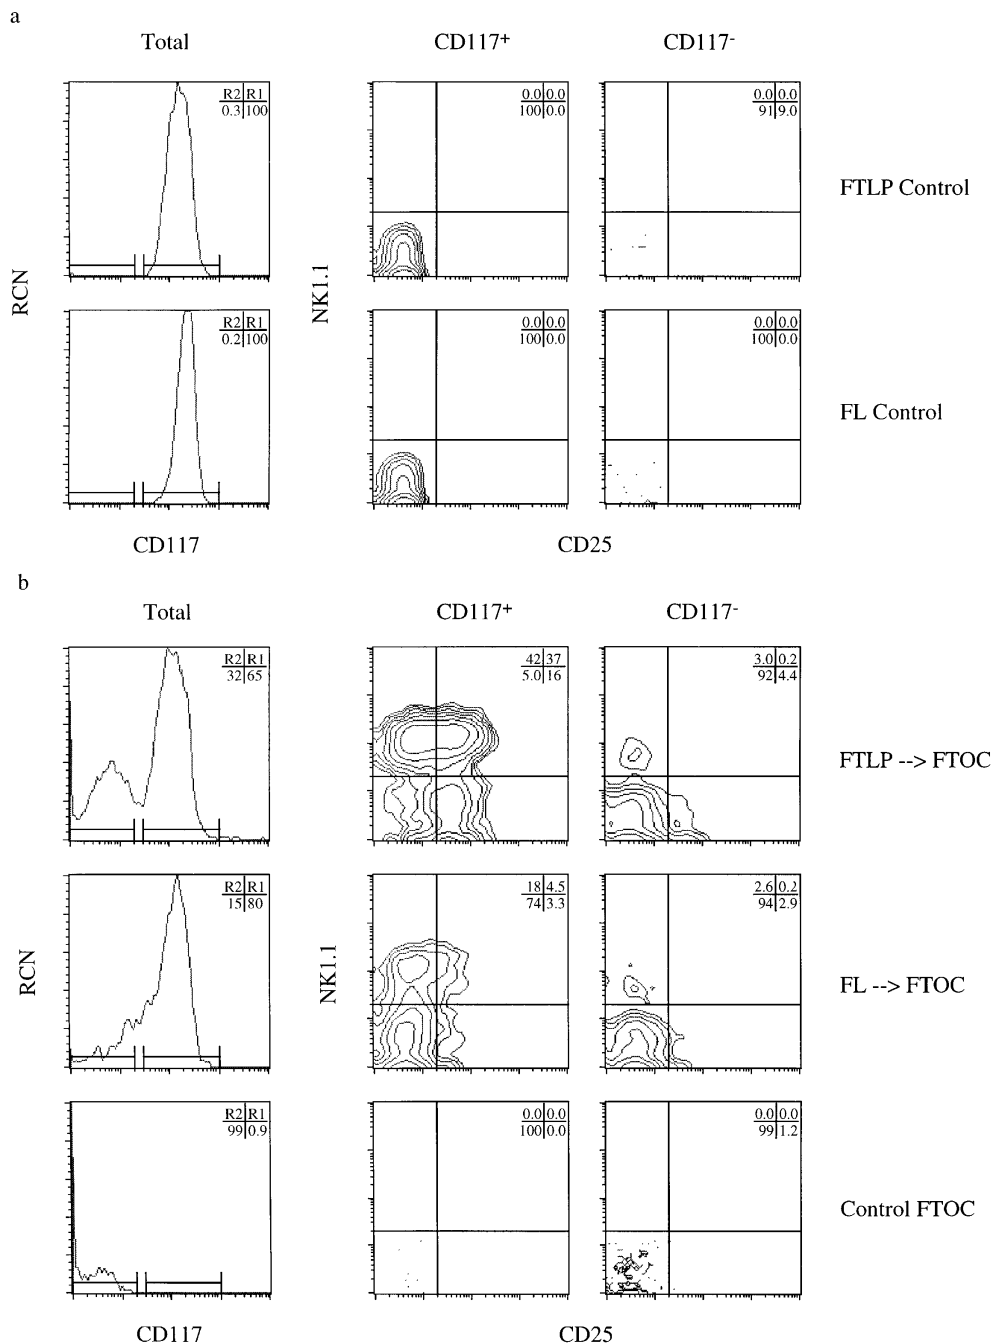 a
Total
CD117+
CD117-
R2 R1
0.3 100
0.0 0.0
100 0.0
0.0 0.0
91 9.0
FTLP Control
RCN
NK1.1
R2 R1
0.2 100
0.0 0.0
100 0.0
0.0 0.0
100 0.0
FL Control
CD117
CD25
b
Total
CD117+
CD117-
R2 R1
32 65
42 37
5.0 16
3.0 0.2
92 4.4
FTLP --> FTOC
R2 R1
15 80
18 4.5
74 3.3
2.6 0.2
94 2.9
RCN
NK1.1
FL --> FTOC
R2 R1
99 0.9
0.0 0.0
100 0.0
0.0 0.0
99 1.2
Control FTOC
CD117
CD25